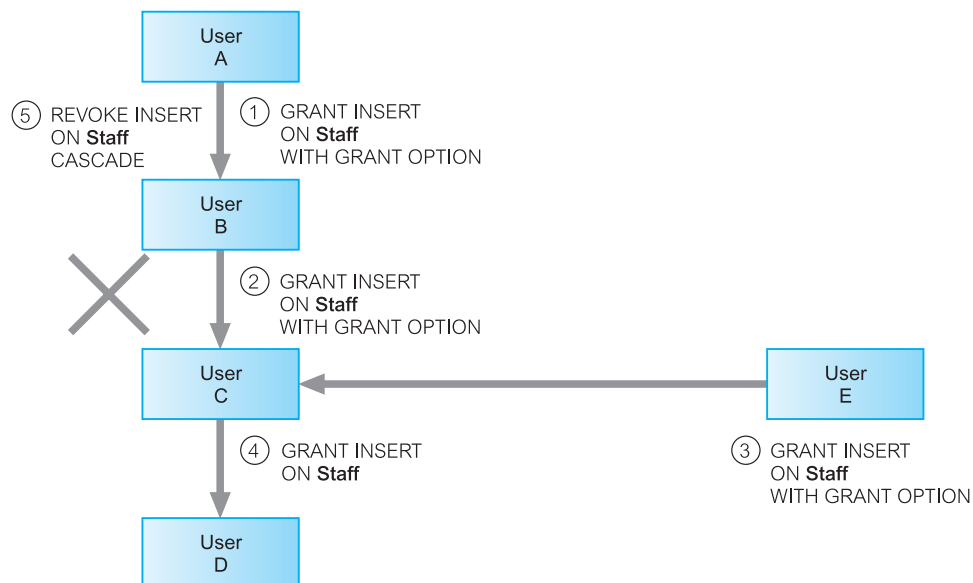 User
A
⑤ REVOKE INSERT
ON Staff
CASCADE
① GRANT INSERT
ON Staff
WITH GRANT OPTION
User
B
② GRANT INSERT
ON Staff
WITH GRANT OPTION
User
C
User
E
④ GRANT INSERT
ON Staff
③ GRANT INSERT
ON Staff
WITH GRANT OPTION
User
D